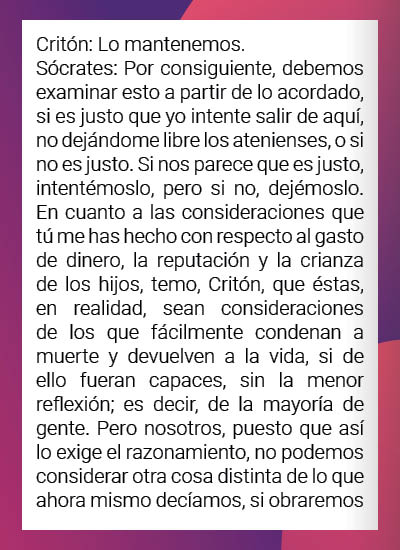 Critón: Lo mantenemos.
Sócrates: Por consiguiente, debemos
examinar esto a partir de lo acordado,
si es justo que yo intente salir de aquí,
no dejándome libre los atenienses, o si
no es justo. Si nos parece que es justo,
intentémoslo, pero si no, dejémoslo.
En cuanto a las consideraciones que
tú me has hecho con respecto al gasto
de dinero, la reputación y la crianza
de los hijos, temo, Critón, que éstas,
en realidad, sean consideraciones
de los que fácilmente condenan a
muerte y devuelven a la vida, si de
ello fueran capaces, sin la menor
reflexión; es decir, de la mayoría de
gente. Pero nosotros, puesto que así
lo exige el razonamiento, no podemos
considerar otra cosa distinta de lo que
ahora mismo decíamos, si obraremos